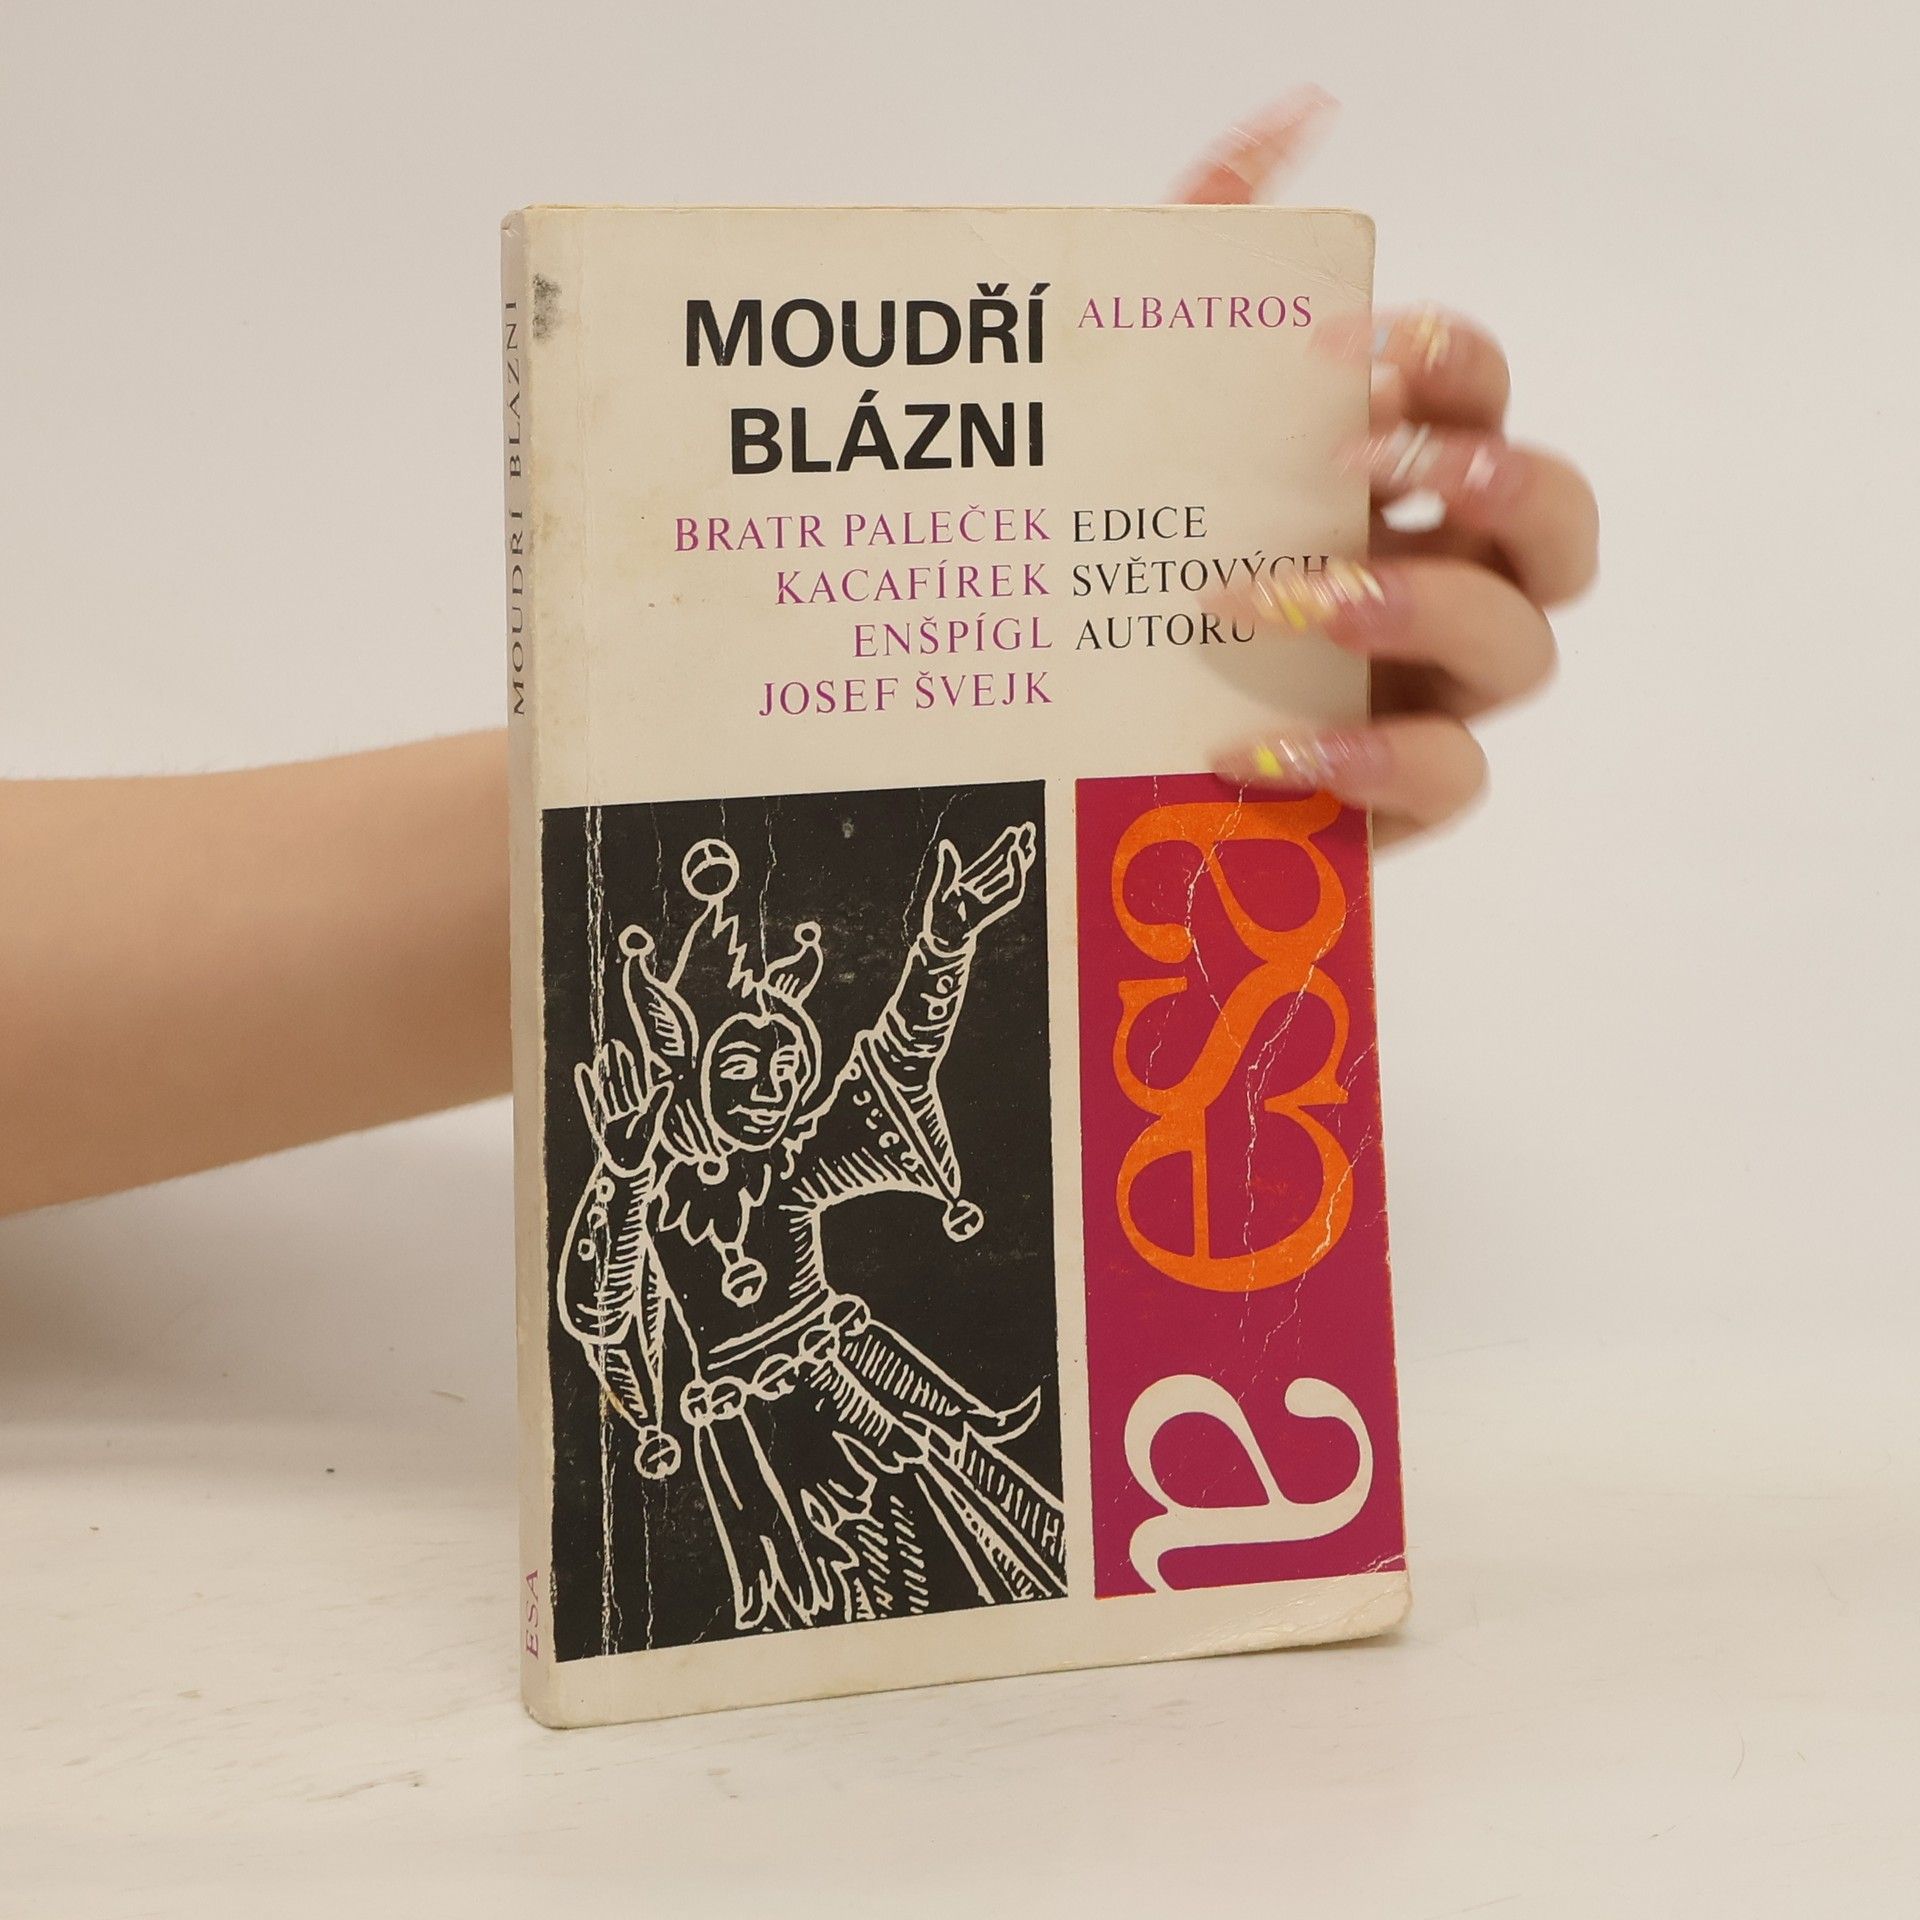 MOUDŘÍ
BLÁZNI
ALBATROS
BRATR PALEČEK
KACAFÍREK
ENŠPÍGL
JOSEF ŠVEJK
EDICE
SVĚTOVÝCH
AUTORŮ
esa
a
MOUDŘÍ BLÁZNI
ESA